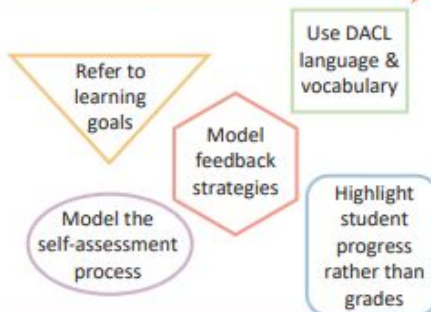 Use DACL
language &
vocabulary
Refer to
learning
goals
Model
feedback
strategies
Model the
self-assessment
process
Highlight
student
progress
rather than
grades